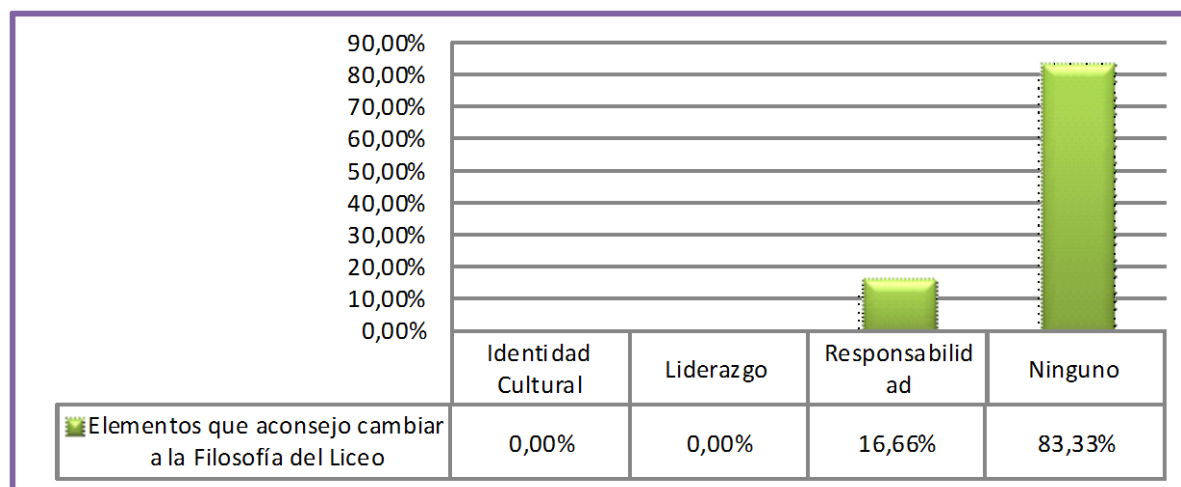 90,00%
80,00%
70,00%
60,00%
50,00%
40,00%
30,00%
20,00%
10,00%
0,00%
Identidad
Cultural
Liderazgo
Responsabilid
ad
Ninguno
Elementos que aconsejo cambiar
a la Filosofía del Liceo
0,00%
0,00%
16,66%
83,33%